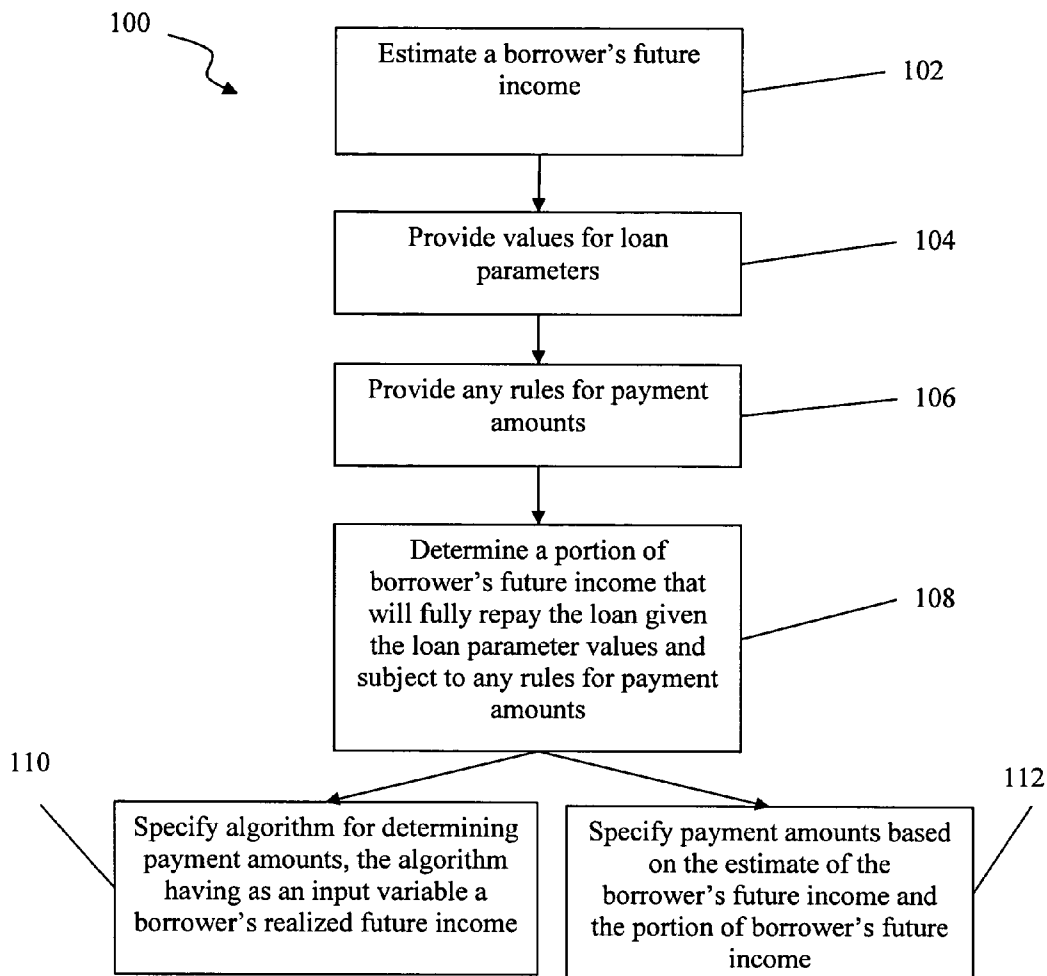 100
Estimate a borrower's future
income
102
Provide values for loan
parameters
104
Provide any rules for payment
amounts
106
Determine a portion of
borrower's future income that
will fully repay the loan given
the loan parameter values and
subject to any rules for payment
amounts
108
110
Specify algorithm for determining
payment amounts, the algorithm
having as an input variable a
borrower's realized future income
112
Specify payment amounts based
on the estimate of the
borrower's future income and
the portion of borrower's future
income